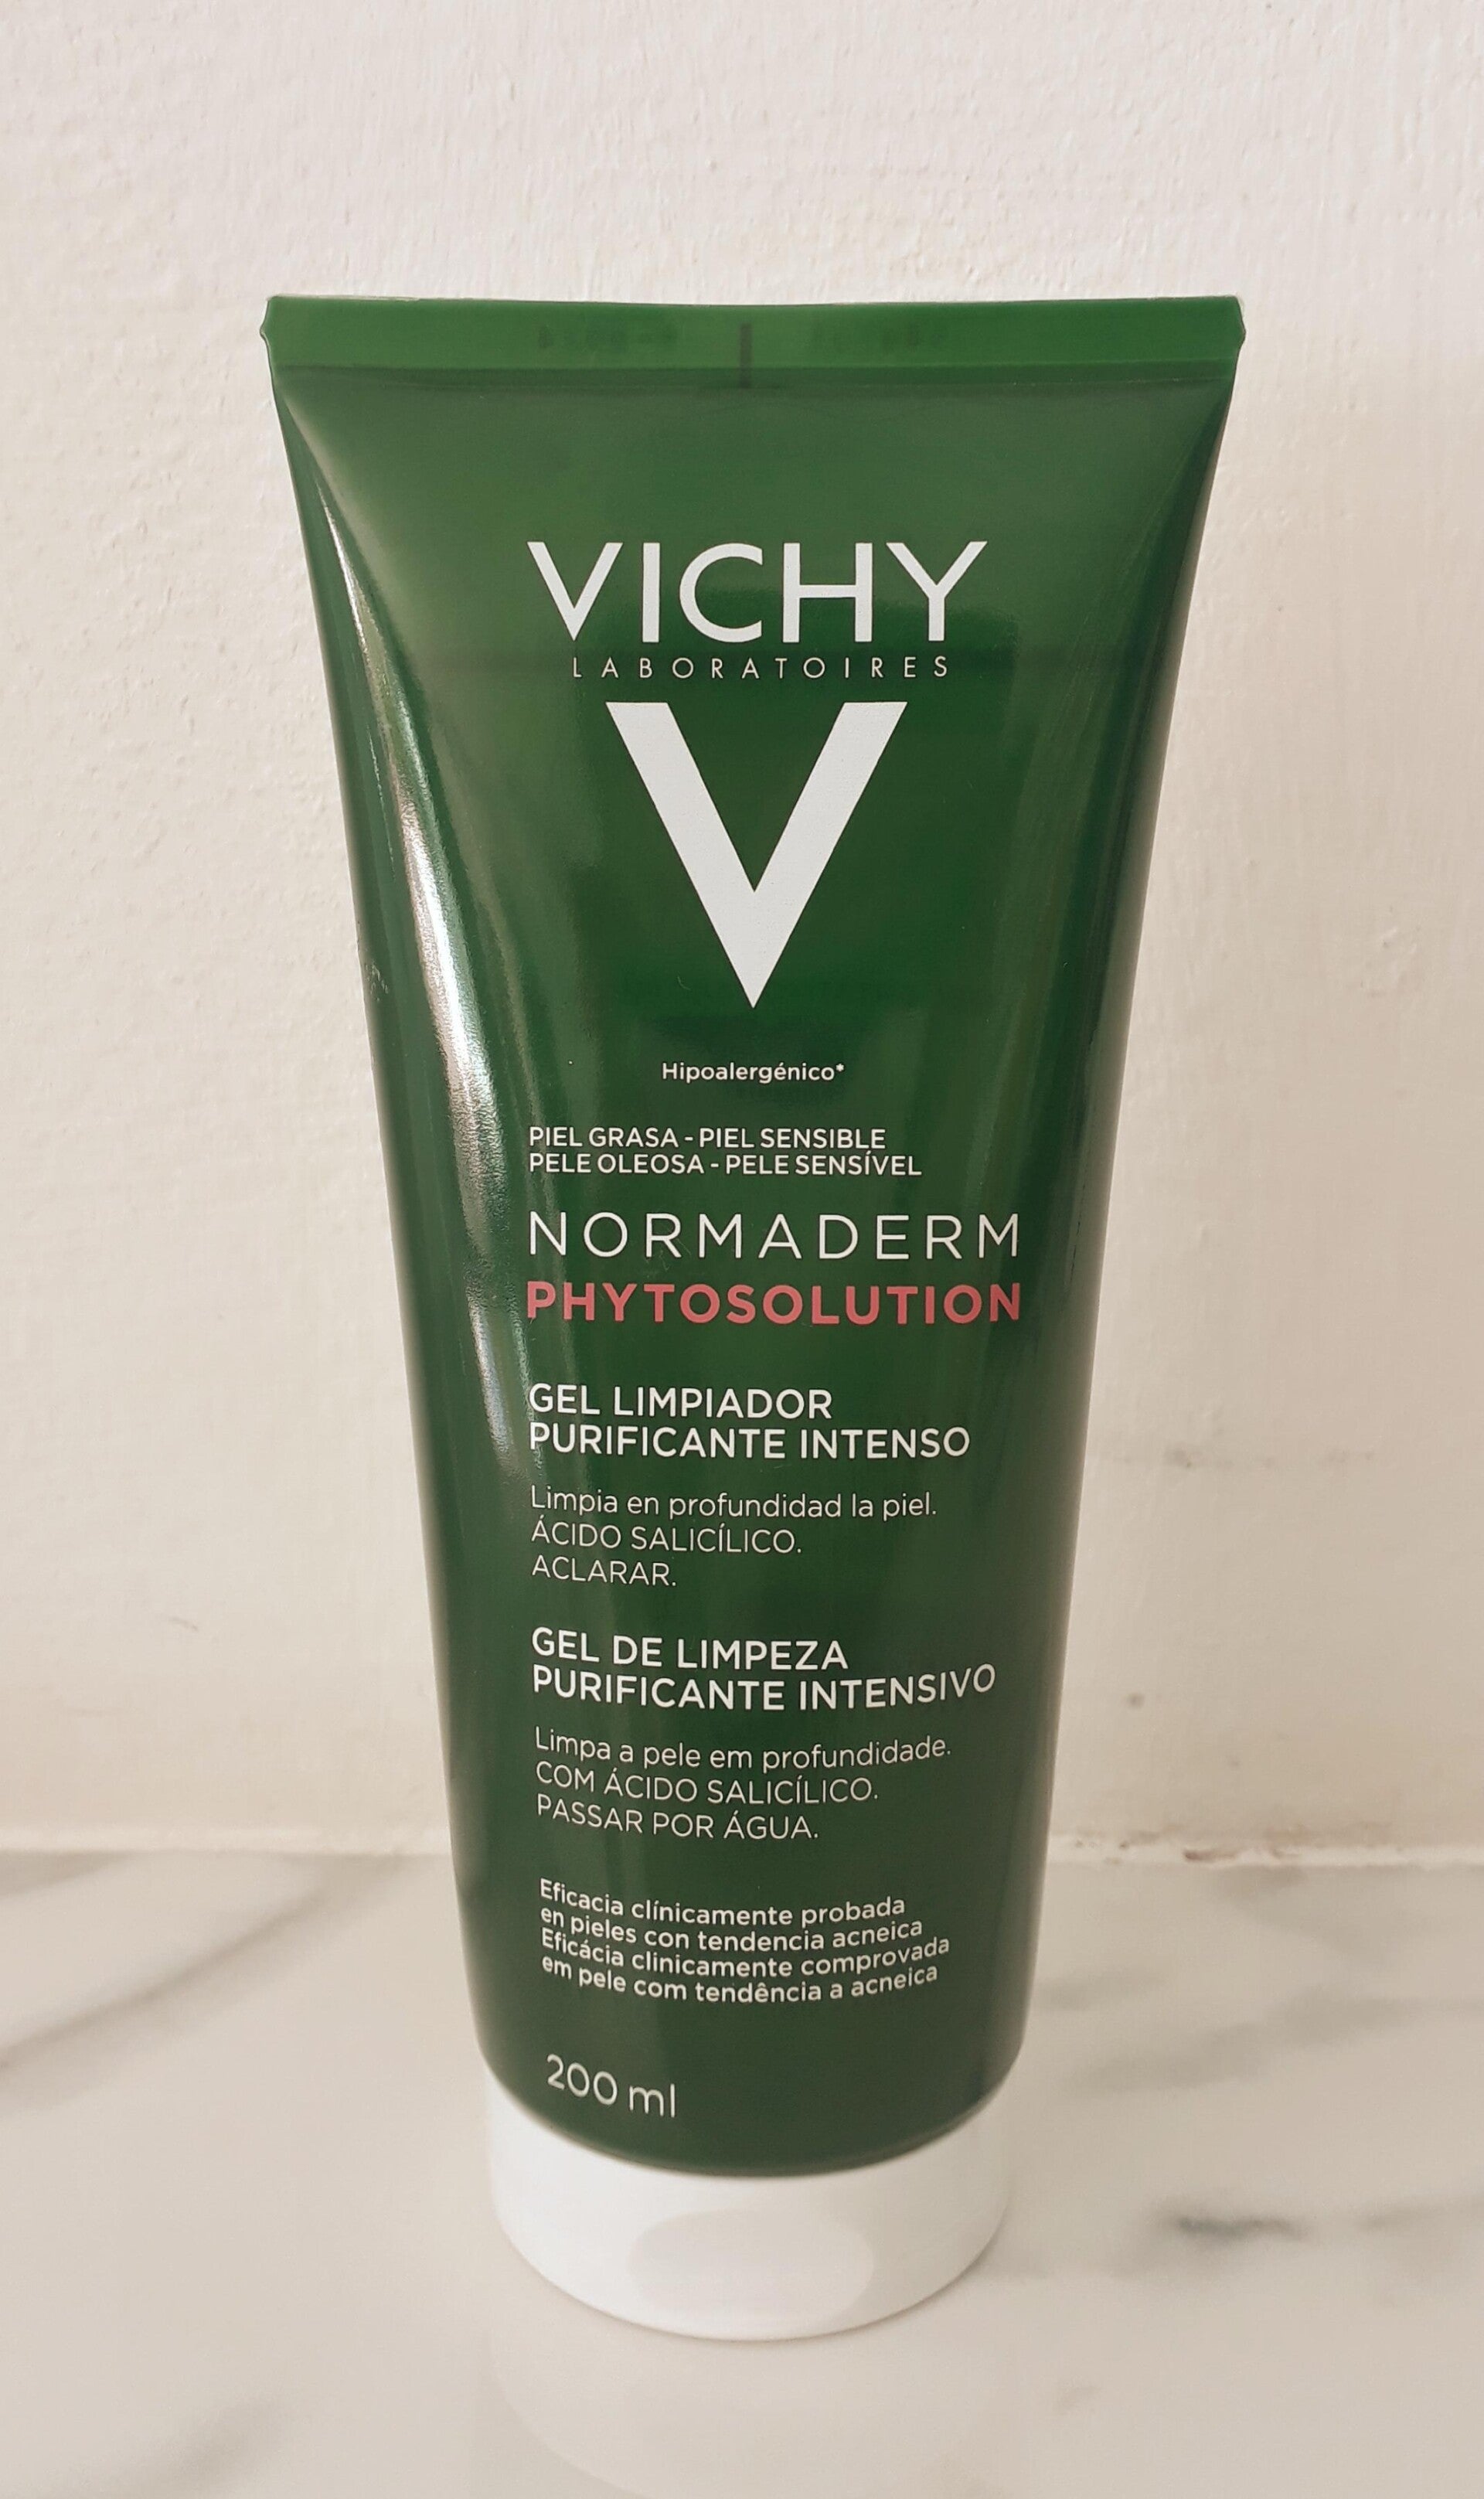 VICHY
LABORATOIRES
V
Hipoalergénico*
PIEL GRASA - PIEL SENSIBLE
PELE OLEOSA - PELE SENSÍVEL
NORMADERM
PHYTOSOLUTION
GEL LIMPIADOR
PURIFICANTE INTENSO
Limpia en profundidad la piel.
ÁCIDO SALICÍLICO.
ACLARAR.
GEL DE LIMPEZA
PURIFICANTE INTENSIVO
Limpa a pele em profundidade.
COM ÁCIDO SALICÍLICO.
PASSAR POR ÁGUA.
Eficacia clínicamente probada
en pieles con tendencia acneica
Eficácia clinicamente comprovada
em pele com tendência a acneica
200 ml